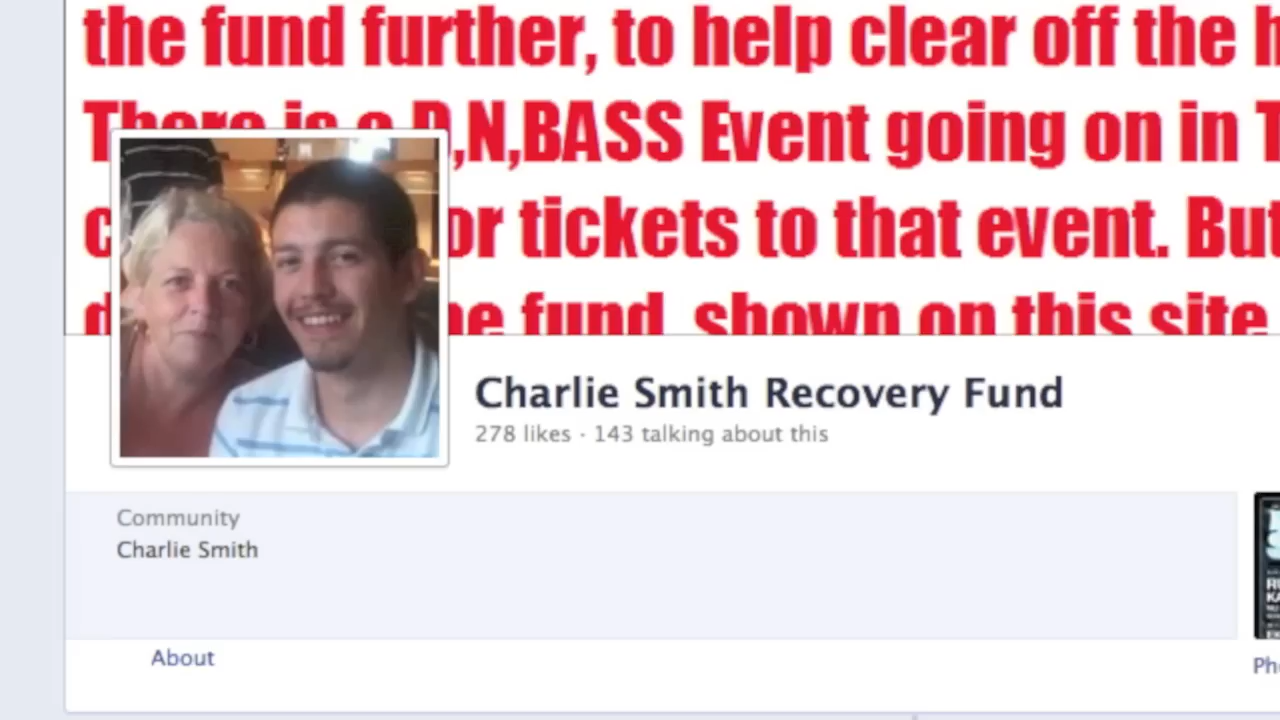 the fund further, to help clear off the
There is a D,N,BASS Event going on in
or tickets to that event. But
fund, shown on this site
Charlie Smith Recovery Fund
278 likes · 143 talking about this
Community
Charlie Smith
About